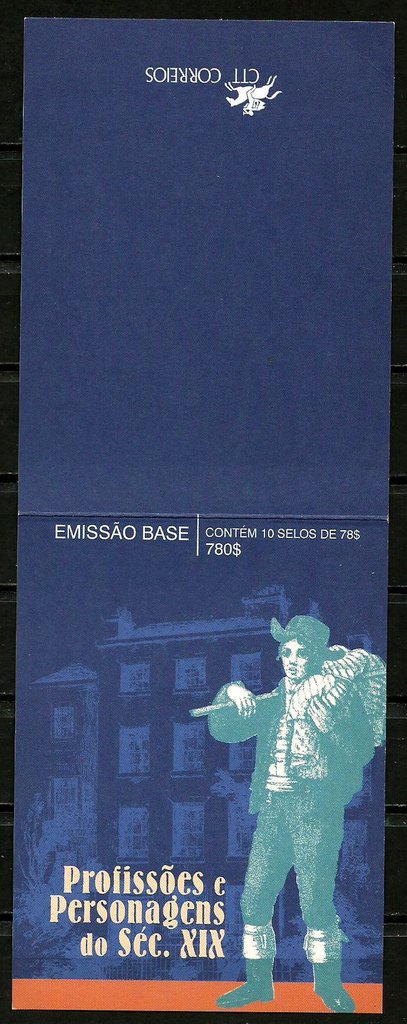 CTT CORREIOS
EMISSÃO BASE
CONTÉM 10 SELOS DE 78$
780$
Profissões e
Personagens
do Séc. XIX